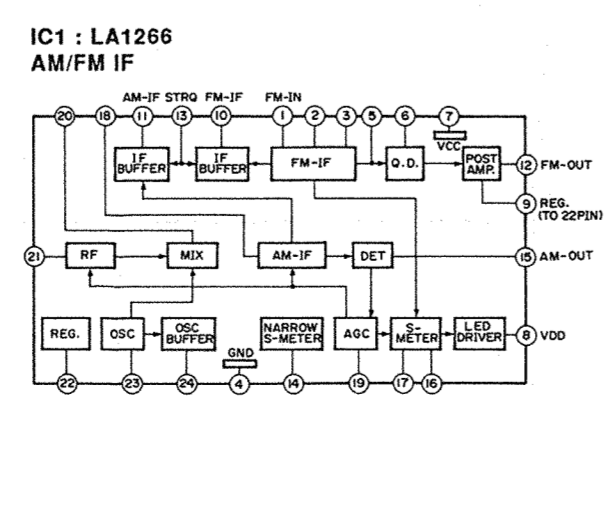 IC1 : LA1266
AM/FM IF
AM-IF STRQ FM-IF FM-IN
20 18 11 13 10 1 2 3 5 6 7
VCC
IF BUFFER
IF BUFFER
FM-IF
Q.D.
POST AMP.
12 FM-OUT
9 REG.
(TO 22PIN)
21
RF
MIX
AM-IF
DET
15 AM-OUT
REG.
OSC
OSC BUFFER
GND
NARROW S-METER
AGC
S-METER
LED DRIVER
8 VDD
22 23 24 4 14 19 17 16